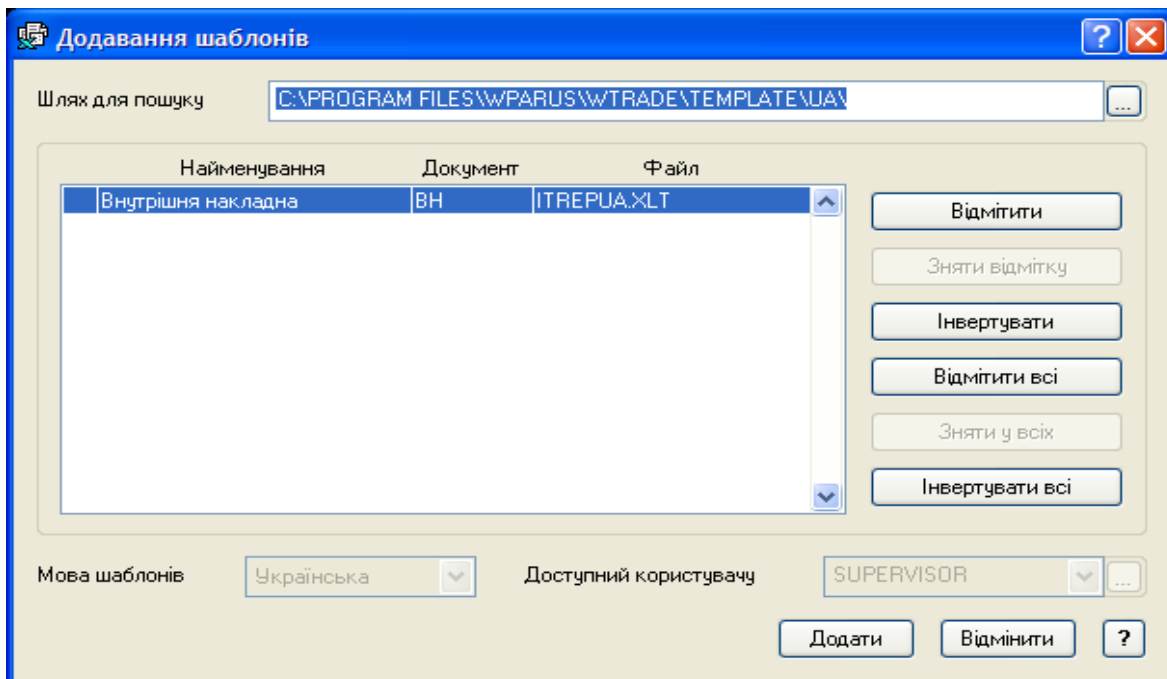 Додавання шаблонів
?
Шлях для пошуку C:\PROGRAM FILES\WPARUS\WTRADE\TEMPLATE\UA\ ...
Найменування Документ Файл
Внутрішня накладна ВН ITREPUA.XLT
Відмітити
Зняти відмітку
Інвертувати
Відмітити всі
Зняти у всіх
Інвертувати всі
Мова шаблонів Українська Доступний користувачу SUPERVISOR ...
Додати Відмінити ?